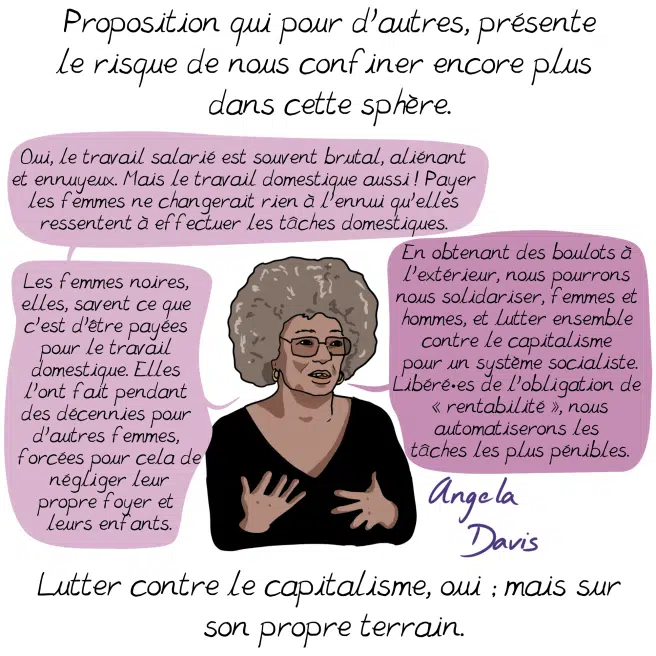 Proposition qui pour d'autres, présente
le risque de nous confiner encore plus
dans cette sphère.
Oui, le travail salarié est souvent brutal, aliénant
et ennuyeux. Mais le travail domestique aussi ! Payer
les femmes ne changerait rien à l'ennui qu'elles
ressentent à effectuer les tâches domestiques.
Les femmes noires,
elles, savent ce que
c'est d'être payées
pour le travail
domestique. Elles
l'ont fait pendant
des décennies pour
d'autres femmes,
forcées pour cela de
négliger leur
propre foyer et
leurs enfants.
En obtenant des boulots à
l'extérieur, nous pourrons
nous solidariser, femmes et
hommes, et lutter ensemble
contre le capitalisme
pour un système socialiste.
Libéré•es de l'obligation de
« rentabilité », nous
automatiserons les
tâches les plus pénibles.
Angela
Davis
Lutter contre le capitalisme, oui ; mais sur
son propre terrain.